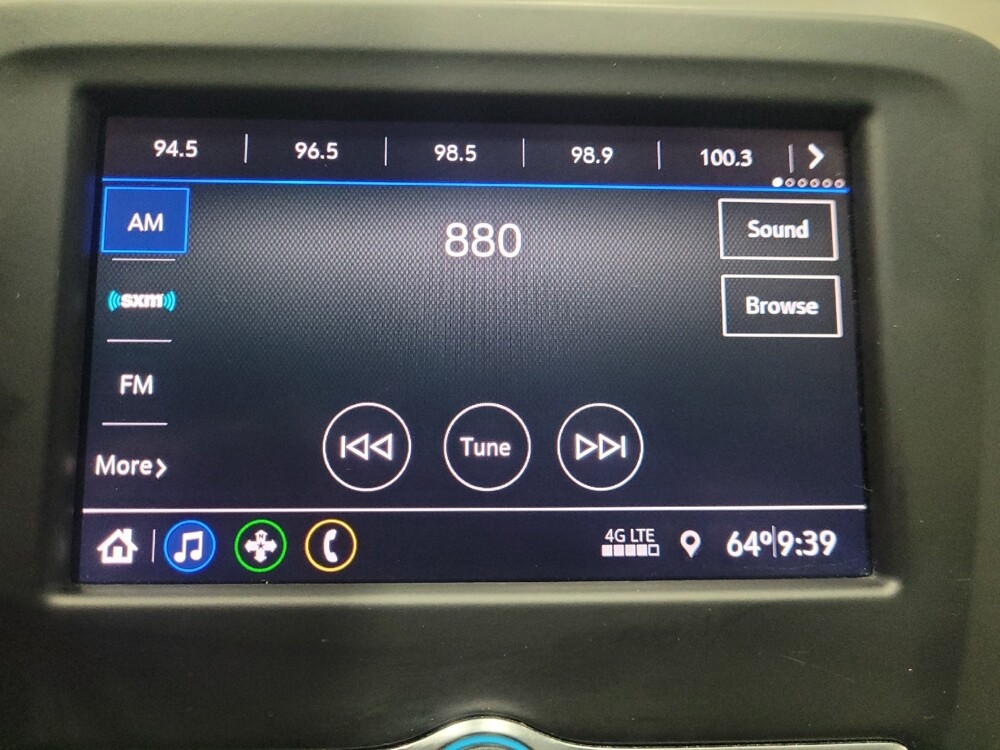 94.5 96.5 98.5 98.9 100.3
AM 880 Sound
sxm Browse
FM
Tune
More
4G LTE 64° 9:39